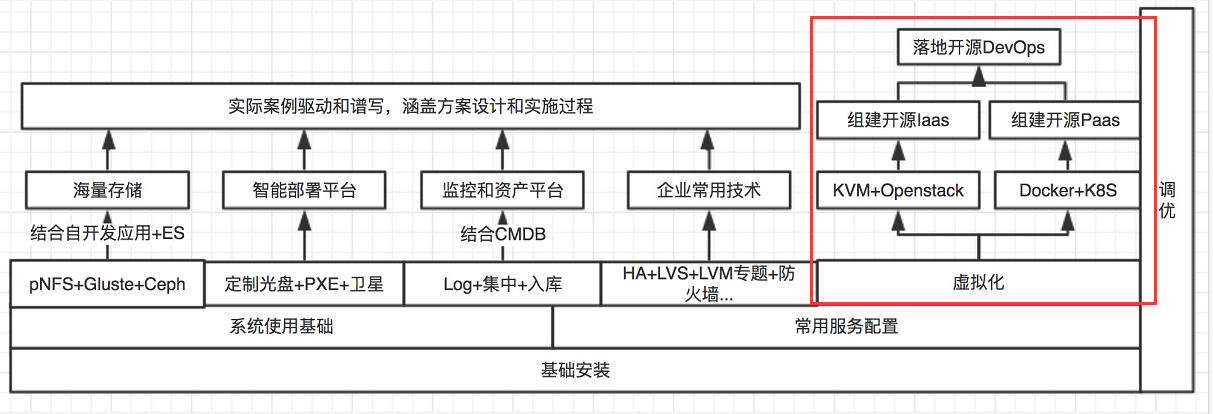 落地开源DevOps
实际案例驱动和谱写，涵盖方案设计和实施过程
组建开源Iaas
组建开源Paas
海量存储
智能部署平台
监控和资产平台
企业常用技术
KVM+Openstack
Docker+K8S
调
优
结合自开发应用+ES
结合CMDB
pNFS+Gluste+Ceph
定制光盘+PXE+卫星
Log+集中+入库
HA+LVS+LVM专题+防
火墙...
虚拟化
系统使用基础
常用服务配置
基础安装